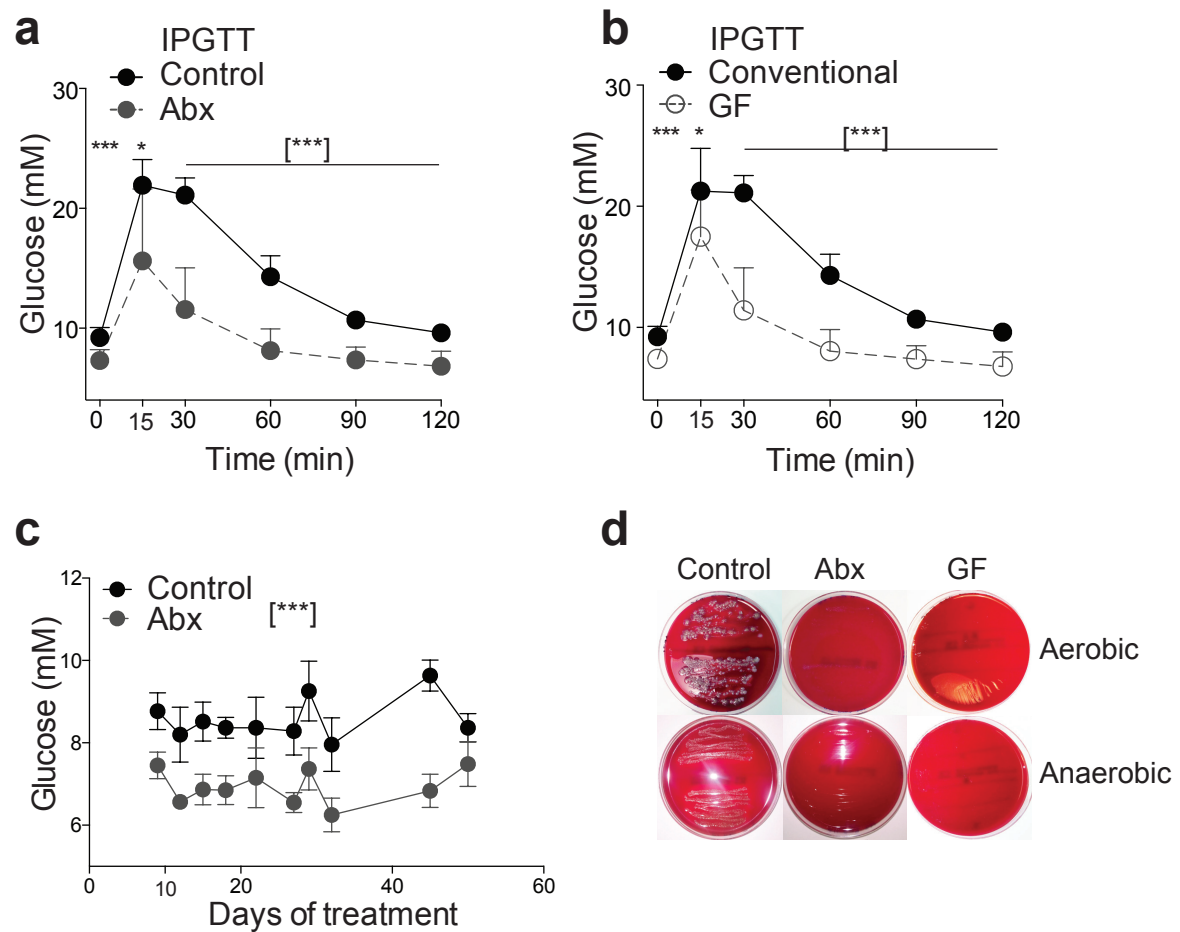 a
IPGTT
Control
Abx
30
20
10
Glucose (mM)
*** * [***]
0 15 30 60 90 120
Time (min)
b
IPGTT
Conventional
GF
30
20
10
Glucose (mM)
*** * [***]
0 15 30 60 90 120
Time (min)
c
Control
Abx
[***]
12
10
8
6
Glucose (mM)
0 10 20 40 60
Days of treatment
d
Control Abx GF
Aerobic
Anaerobic